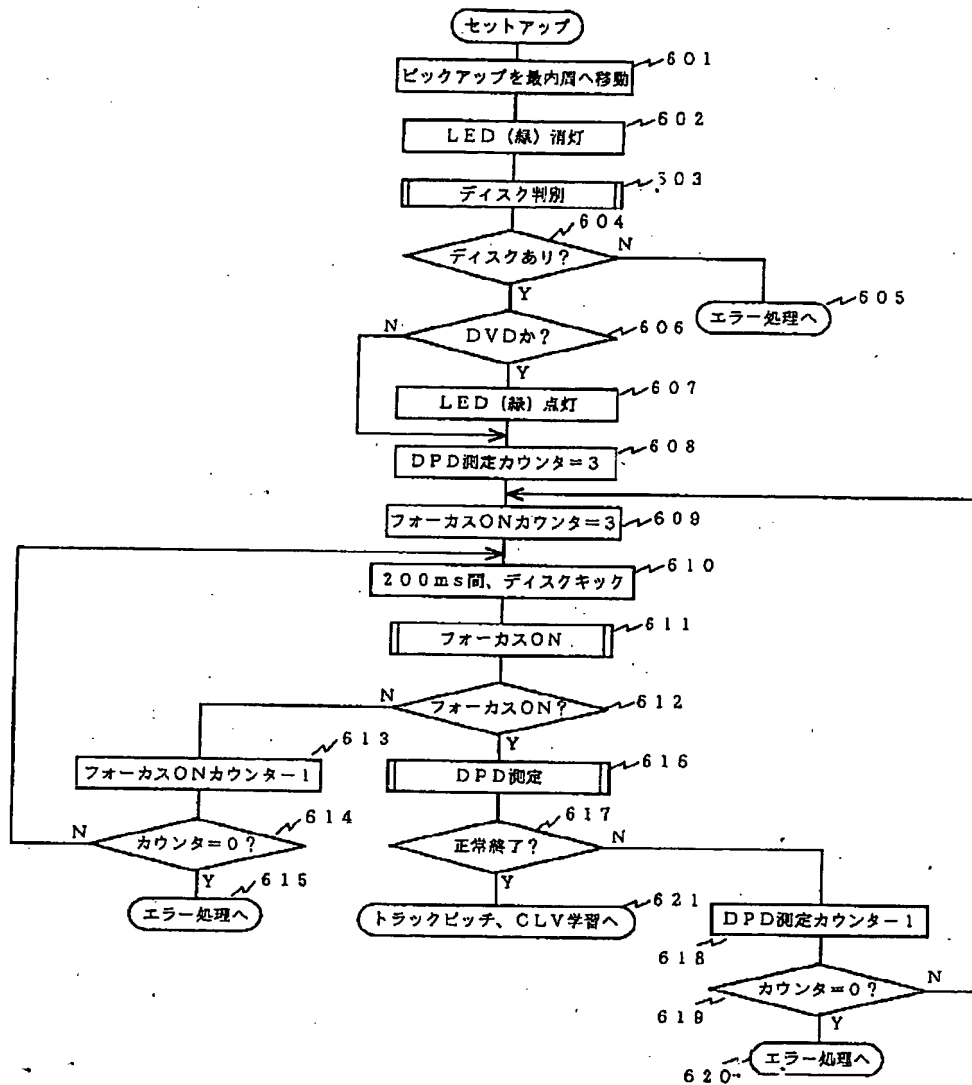 セットアップ
ピックアップを最内周へ移動
601
LED(緑)消灯
602
ディスク判別
303
ディスクあり?
604
N
Y
エラー処理へ
605
DVDか?
606
N
Y
LED(緑)点灯
607
DPD測定カウンタ=3
608
フォーカスONカウンタ=3
609
200ms間、ディスクキック
610
フォーカスON
611
フォーカスON?
612
N
Y
フォーカスONカウンター1
613
カウンタ=0?
614
N
Y
エラー処理へ
615
DPD測定
616
正常終了?
617
N
Y
トラックピッチ、CLV学習へ
621
DPD測定カウンター1
618
カウンタ=0?
619
N
Y
エラー処理へ
620